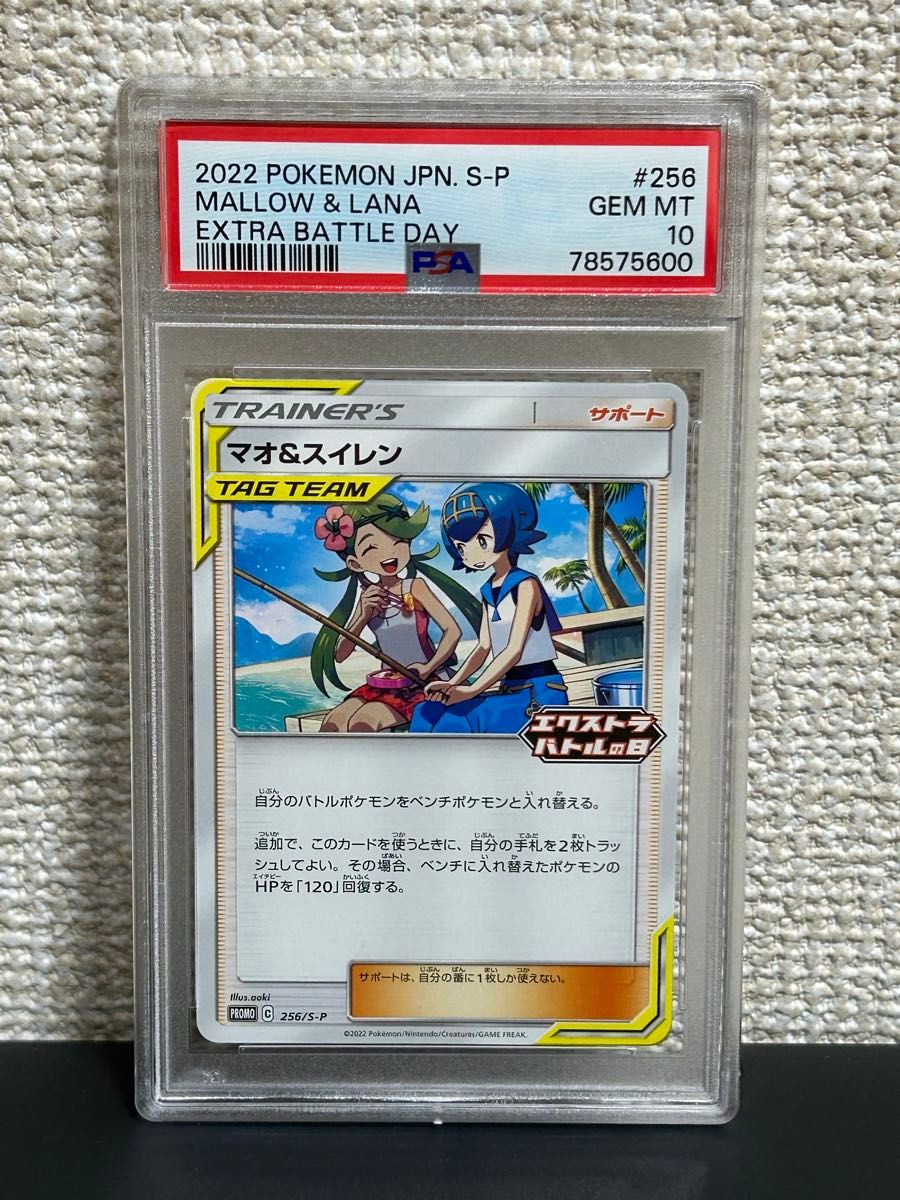 2022 POKEMON JPN. S-P #256
MALLOW & LANA GEM MT
EXTRA BATTLE DAY 10
PSA 78575600
TRAINER'S サポート
マオ&スイレン
TAG TEAM
エクストラ
バトルの日
自分のバトルポケモンをベンチポケモンと入れ替える。
追加で、このカードを使うときに、自分の手札を2枚トラ
ッシュしてよい。その場合、ベンチに入れ替えたポケモンの
HPを「120」回復する。
サポートは、自分の番に1枚しか使えない。
Illus.aoki
PROMO C 256/S-P
©2022 Pokémon/Nintendo/Creatures/GAME FREAK.